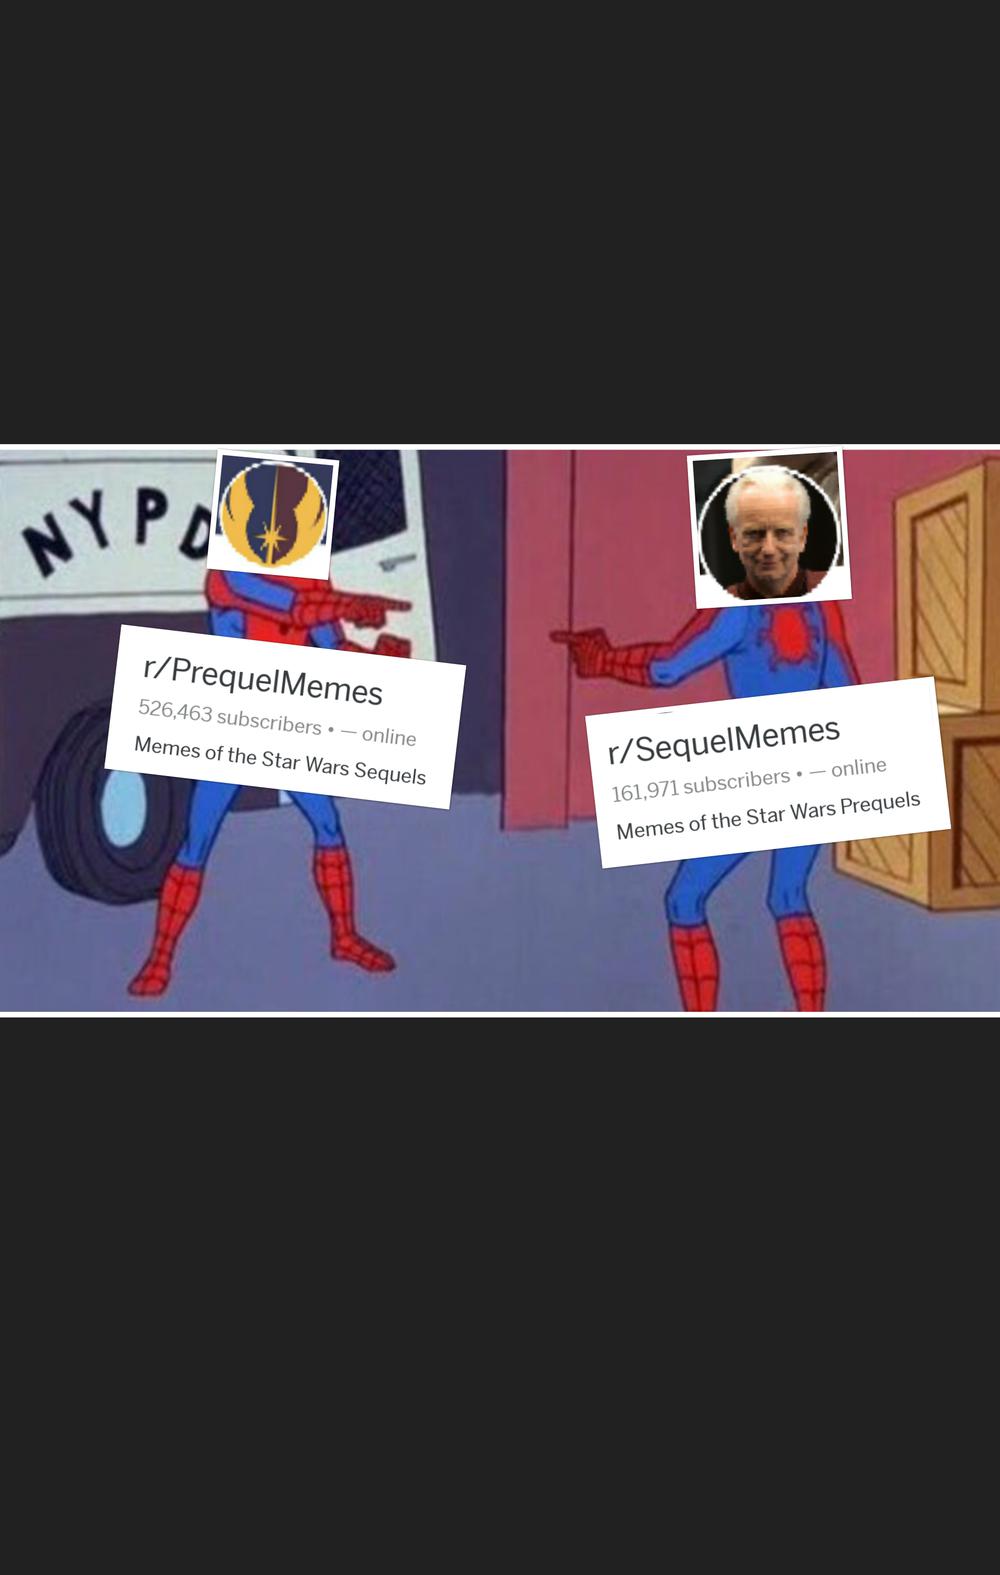 NYPD
r/PrequelMemes
526,463 subscribers • — online
Memes of the Star Wars Sequels
r/SequelMemes
161,971 subscribers • — online
Memes of the Star Wars Prequels